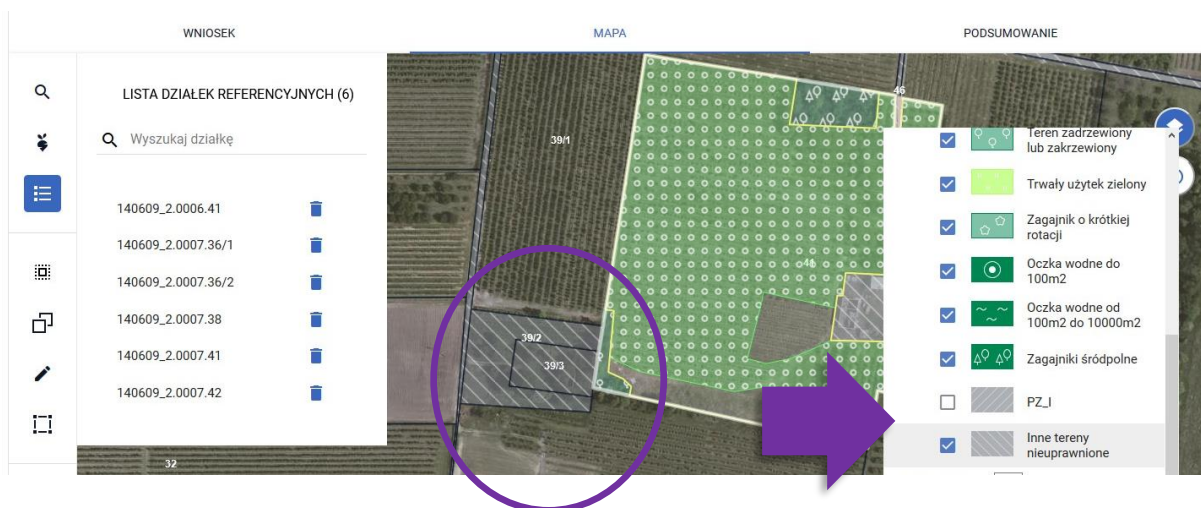 WNIOSEK
MAPA
PODSUMOWANIE
LISTA DZIAŁEK REFERENCYJNYCH (6)
Wyszukaj działkę
140609_2.0006.41
140609_2.0007.36/1
140609_2.0007.36/2
140609_2.0007.38
140609_2.0007.41
140609_2.0007.42
46
39/1
41
39/2
39/3
32
Teren zadrzewiony
lub zakrzewiony
Trwały użytek zielony
Zagajnik o krótkiej
rotacji
Oczka wodne do
100m2
Oczka wodne od
100m2 do 10000m2
Zagajniki śródpolne
PZ_I
Inne tereny
nieuprawnione